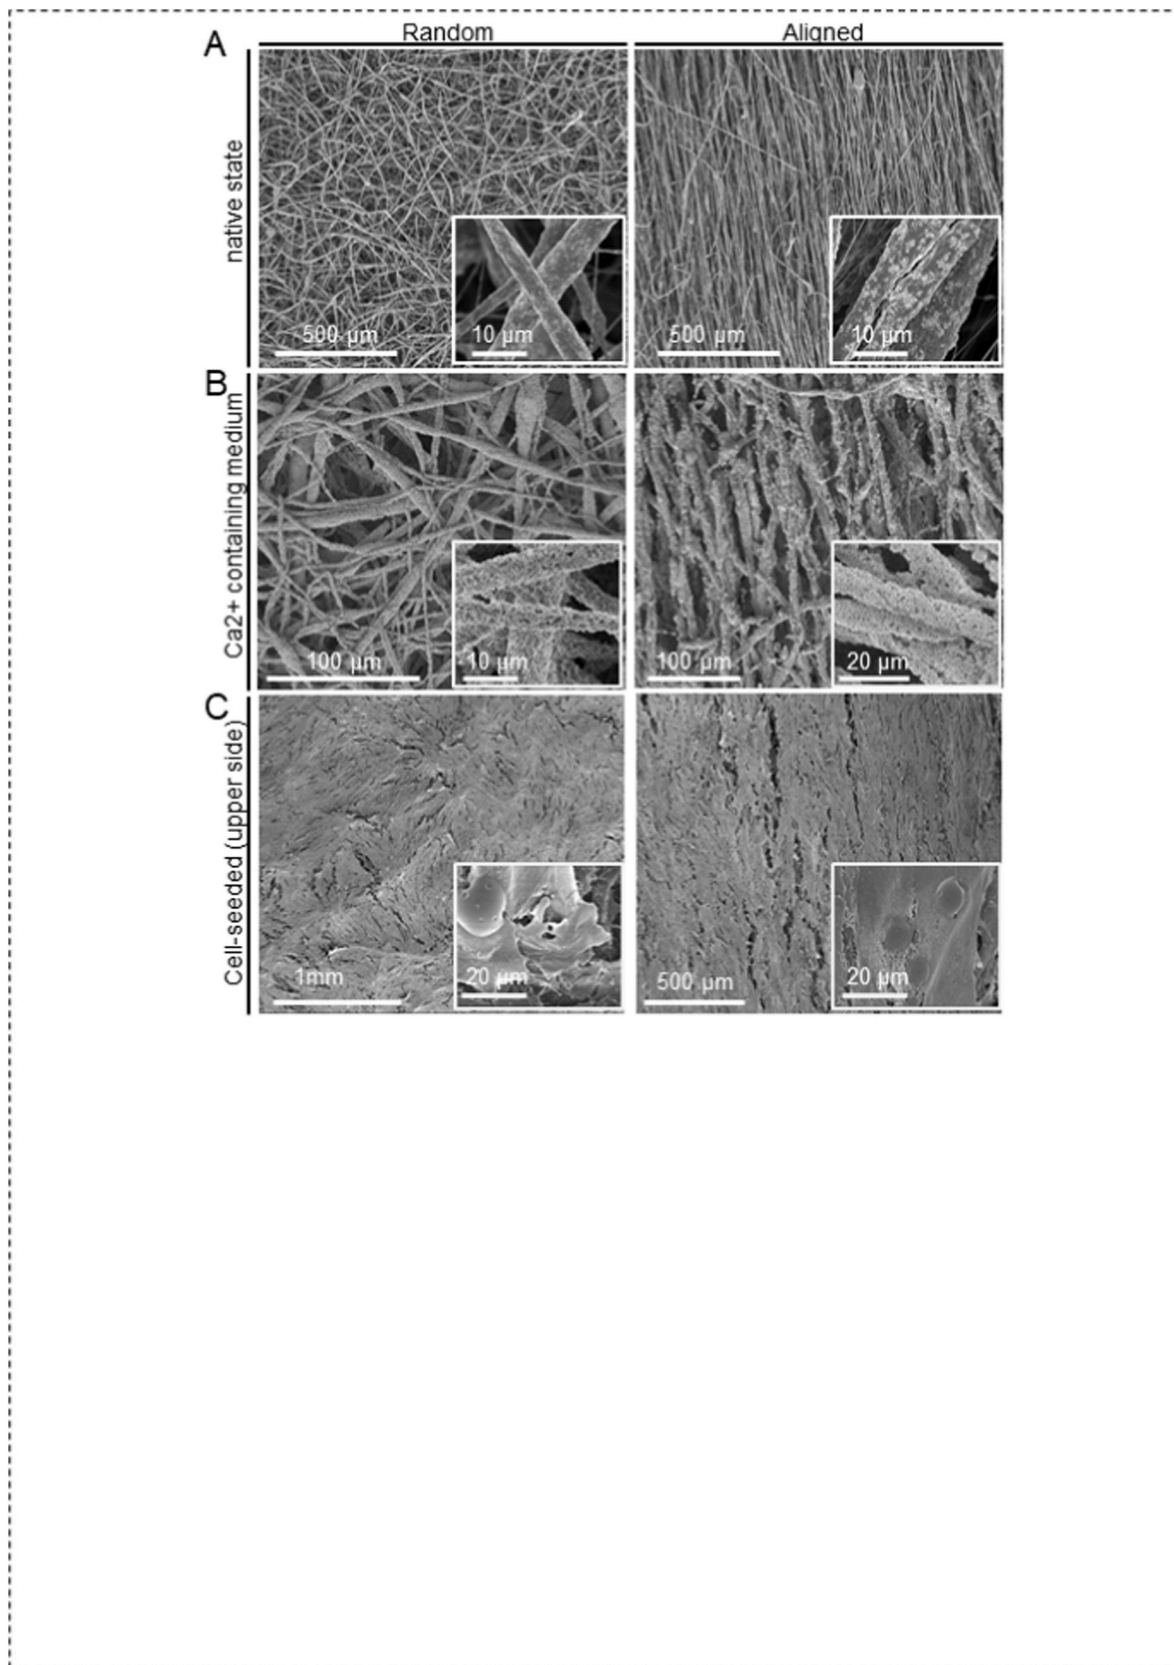 Random
Aligned
A
native state
500 µm
10 µm
500 µm
10 µm
B
Ca2+ containing medium
100 µm
10 µm
100 µm
20 µm
C
Cell-seeded (upper side)
1mm
20 µm
500 µm
20 µm